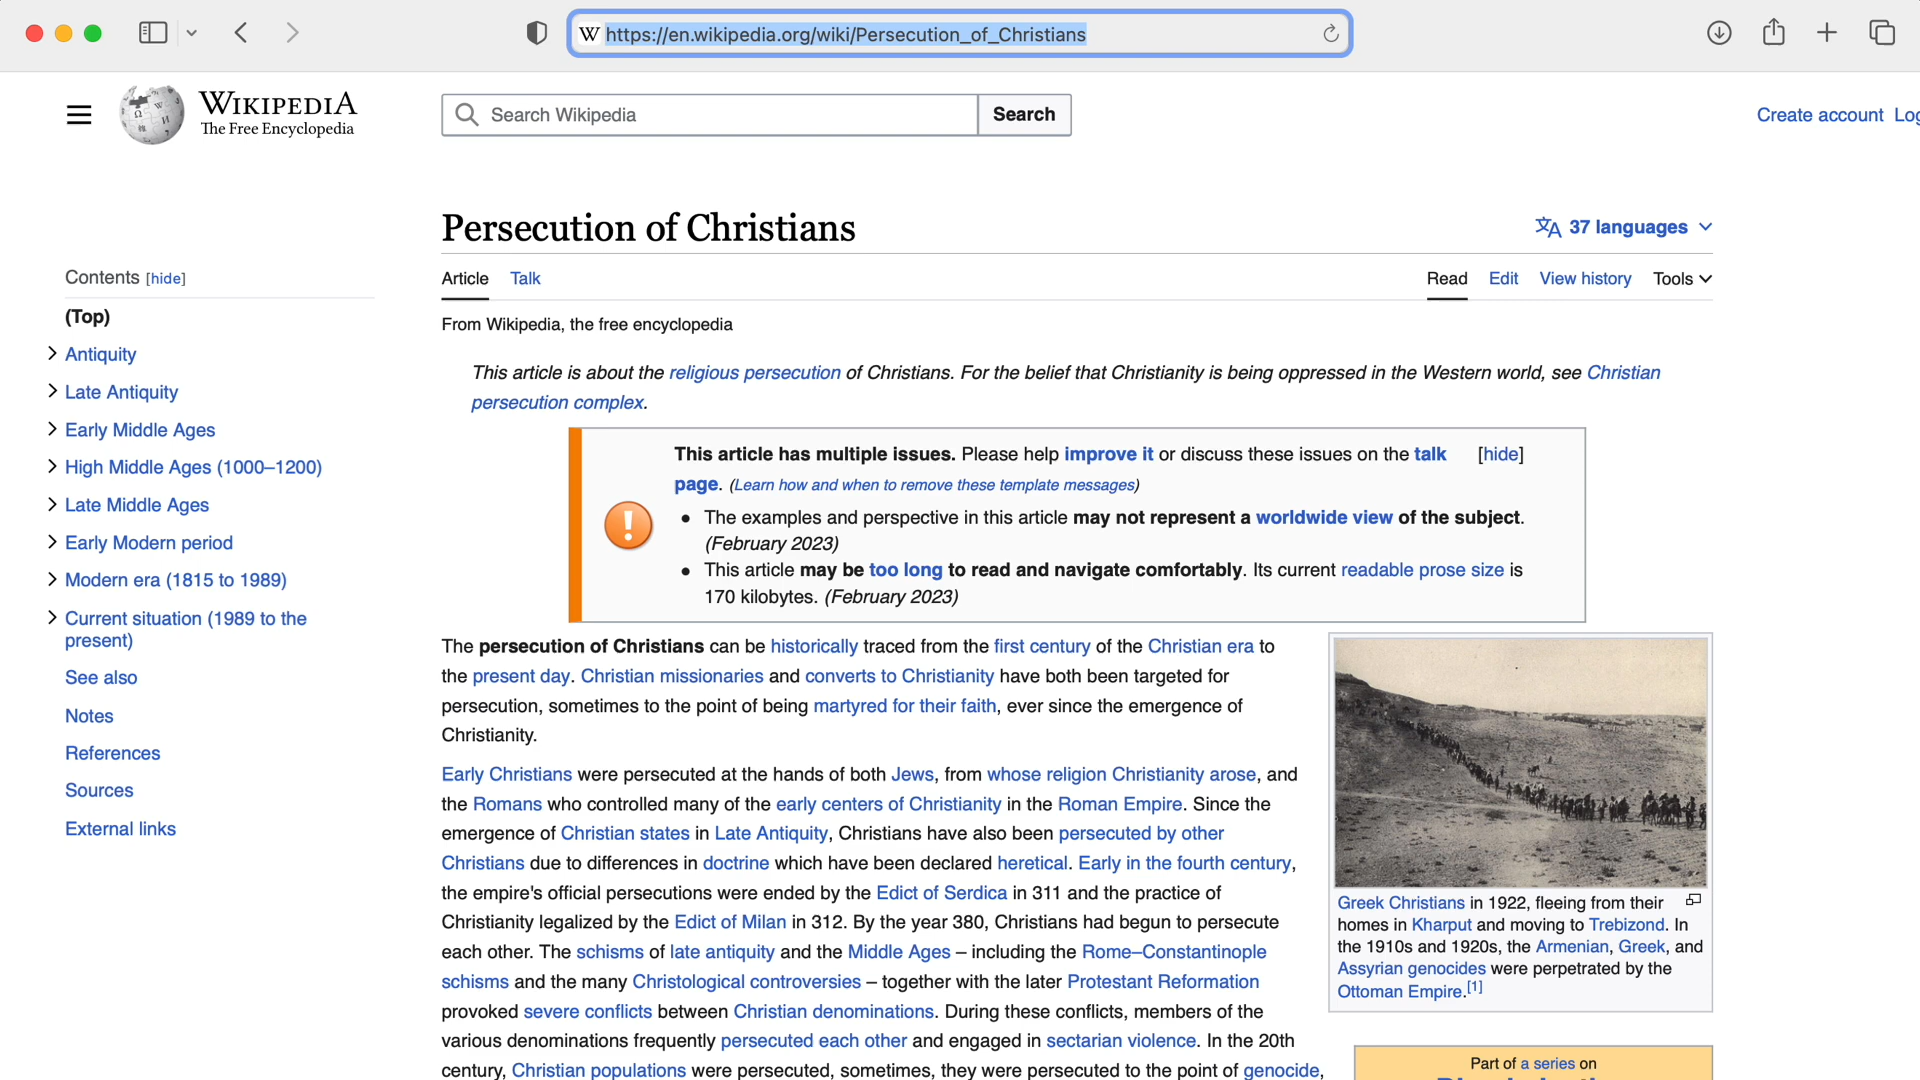 W https://en.wikipedia.org/wiki/Persecution_of_Christians
WIKIPEDIA
The Free Encyclopedia
Search Wikipedia
Search
Create account
Persecution of Christians
文A 37 languages
Article Talk
Read Edit View history Tools
From Wikipedia, the free encyclopedia
Contents [hide]
(Top)
Antiquity
Late Antiquity
Early Middle Ages
High Middle Ages (1000–1200)
Late Middle Ages
Early Modern period
Modern era (1815 to 1989)
Current situation (1989 to the
present)
See also
Notes
References
Sources
External links
This article is about the religious persecution of Christians. For the belief that Christianity is being oppressed in the Western world, see Christian
persecution complex.
This article has multiple issues. Please help improve it or discuss these issues on the talk [hide]
page. (Learn how and when to remove these template messages)
• The examples and perspective in this article may not represent a worldwide view of the subject.
(February 2023)
• This article may be too long to read and navigate comfortably. Its current readable prose size is
170 kilobytes. (February 2023)
The persecution of Christians can be historically traced from the first century of the Christian era to
the present day. Christian missionaries and converts to Christianity have both been targeted for
persecution, sometimes to the point of being martyred for their faith, ever since the emergence of
Christianity.
Early Christians were persecuted at the hands of both Jews, from whose religion Christianity arose, and
the Romans who controlled many of the early centers of Christianity in the Roman Empire. Since the
emergence of Christian states in Late Antiquity, Christians have also been persecuted by other
Christians due to differences in doctrine which have been declared heretical. Early in the fourth century,
the empire's official persecutions were ended by the Edict of Serdica in 311 and the practice of
Christianity legalized by the Edict of Milan in 312. By the year 380, Christians had begun to persecute
each other. The schisms of late antiquity and the Middle Ages – including the Rome–Constantinople
schisms and the many Christological controversies – together with the later Protestant Reformation
provoked severe conflicts between Christian denominations. During these conflicts, members of the
various denominations frequently persecuted each other and engaged in sectarian violence. In the 20th
century, Christian populations were persecuted, sometimes, they were persecuted to the point of genocide,
Greek Christians in 1922, fleeing from their
homes in Kharput and moving to Trebizond. In
the 1910s and 1920s, the Armenian, Greek, and
Assyrian genocides were perpetrated by the
Ottoman Empire.[1]
Part of a series on